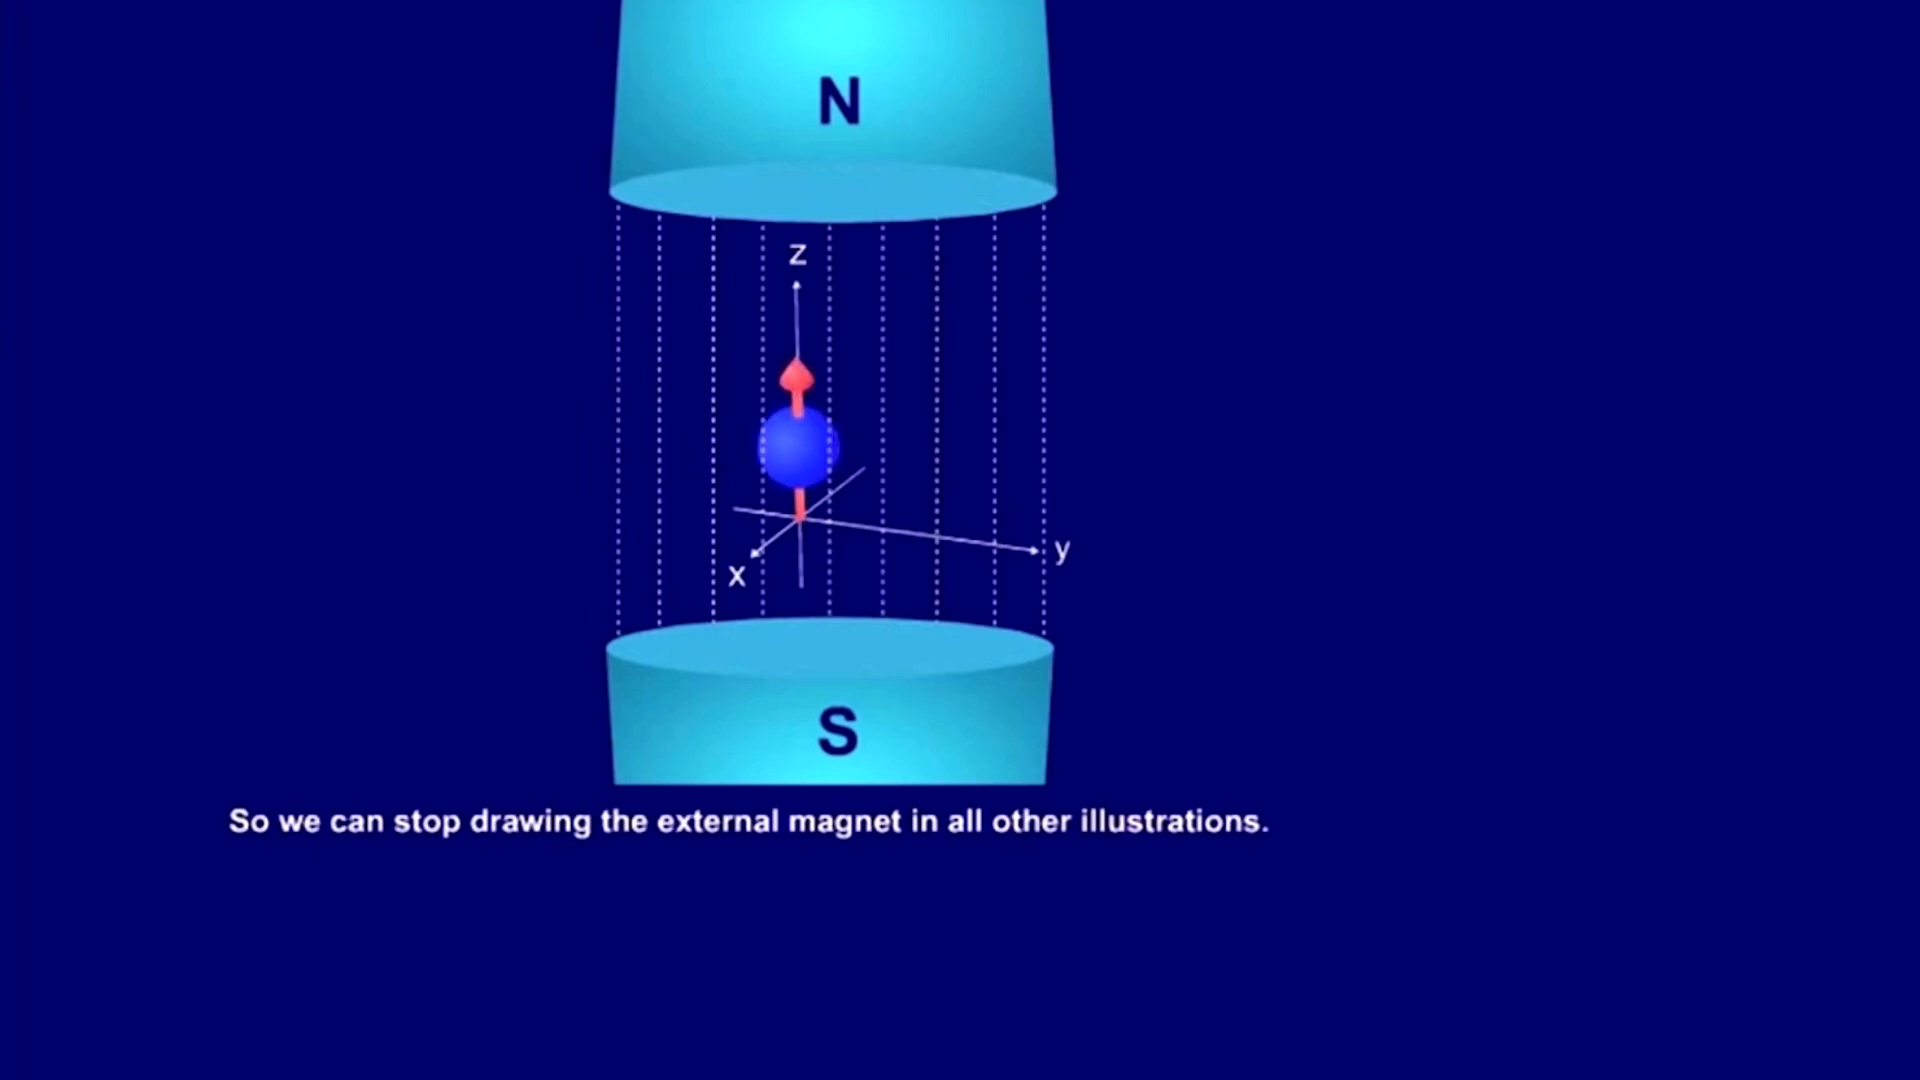 N
z
y
x
S
So we can stop drawing the external magnet in all other illustrations.